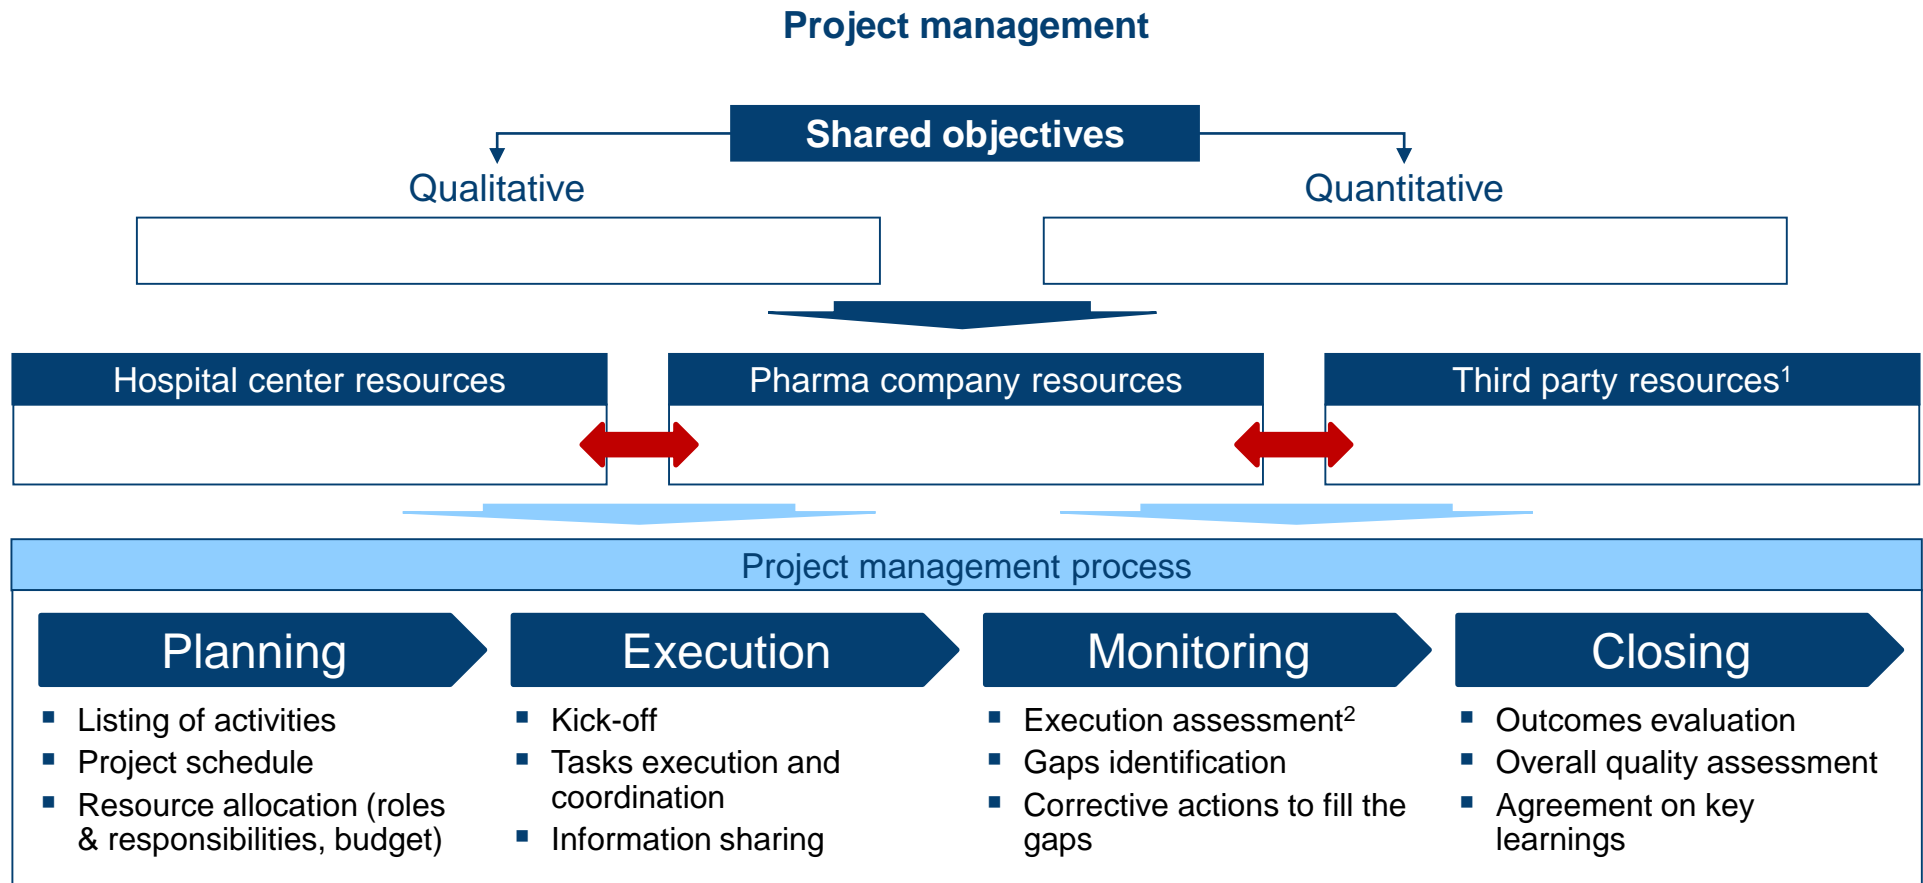 Project management
Shared objectives
Qualitative
Quantitative
Hospital center resources
Pharma company resources
Third party resources¹
Project management process
Planning
▪ Listing of activities
▪ Project schedule
▪ Resource allocation (roles
& responsibilities, budget)
Execution
▪ Kick-off
▪ Tasks execution and
coordination
▪ Information sharing
Monitoring
▪ Execution assessment²
▪ Gaps identification
▪ Corrective actions to fill the
gaps
Closing
▪ Outcomes evaluation
▪ Overall quality assessment
▪ Agreement on key
learnings